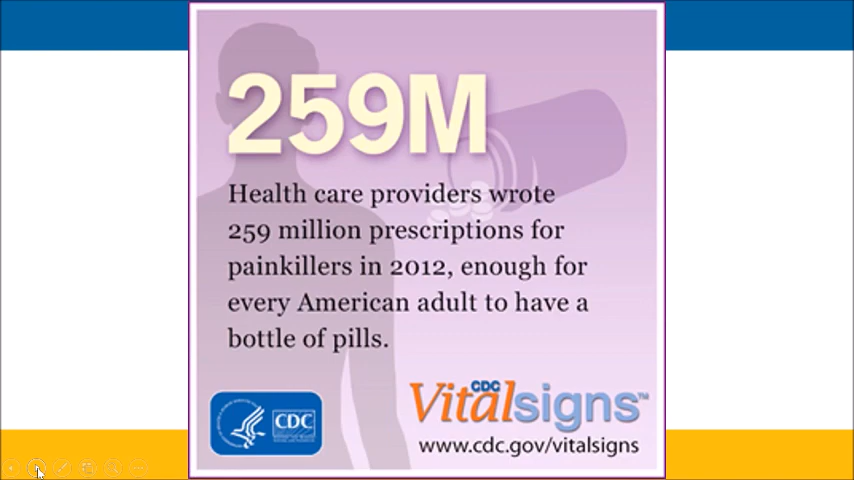 259M
Health care providers wrote
259 million prescriptions for
painkillers in 2012, enough for
every American adult to have a
bottle of pills.
CDC
CDC
Vitalsigns™
www.cdc.gov/vitalsigns